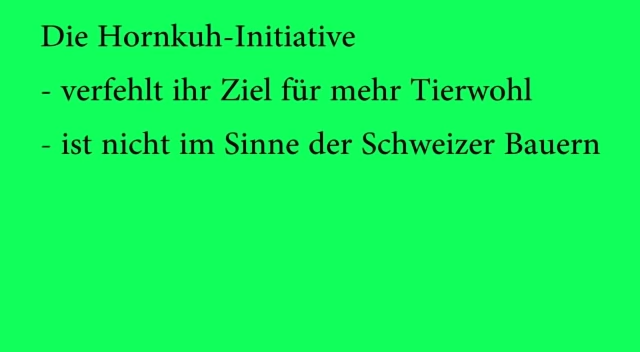 Die Hornkuh-Initiative
- verfehlt ihr Ziel für mehr Tierwohl
- ist nicht im Sinne der Schweizer Bauern